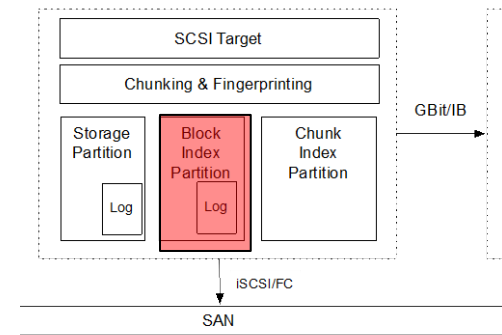 SCSI Target
Chunking & Fingerprinting
GBit/IB
Storage
Partition
Log
Block
Index
Partition
Log
Chunk
Index
Partition
iSCSI/FC
SAN